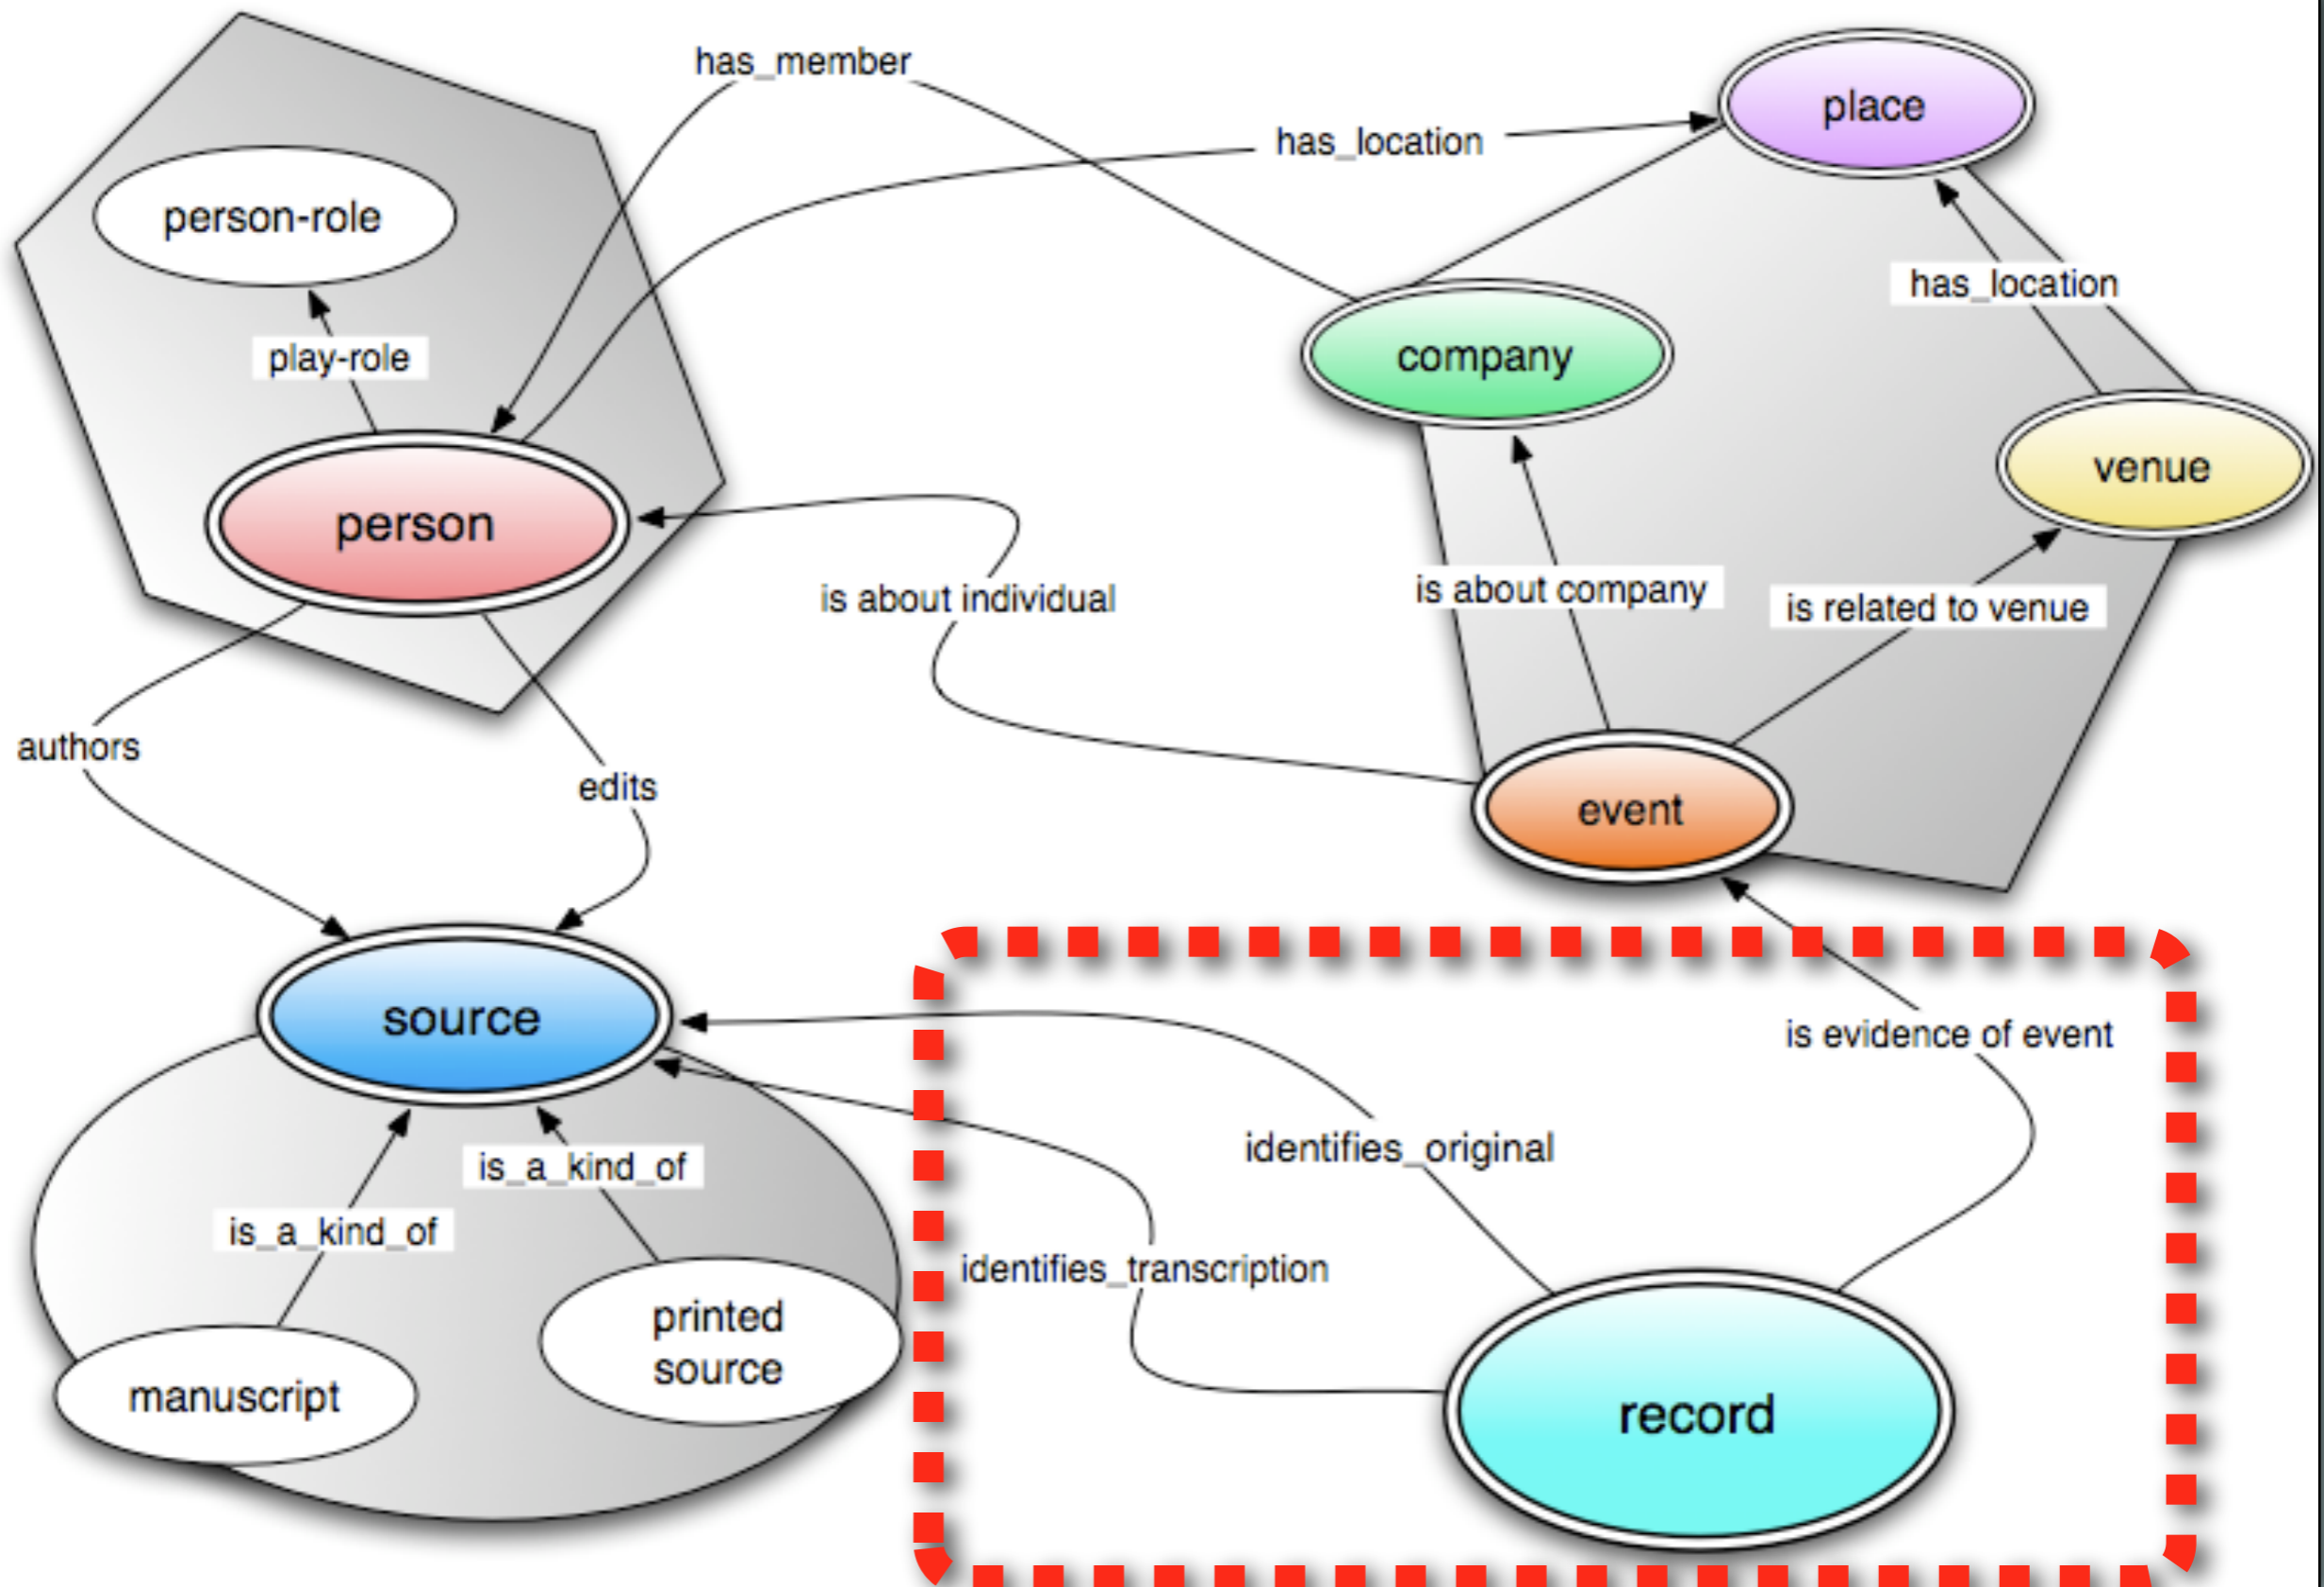 has_member
place
has_location
person-role
has_location
play-role
company
venue
person
is about individual
is about company
is related to venue
authors
edits
event
source
is evidence of event
is_a_kind_of
identifies_original
is_a_kind_of
identifies_transcription
printed
source
manuscript
record